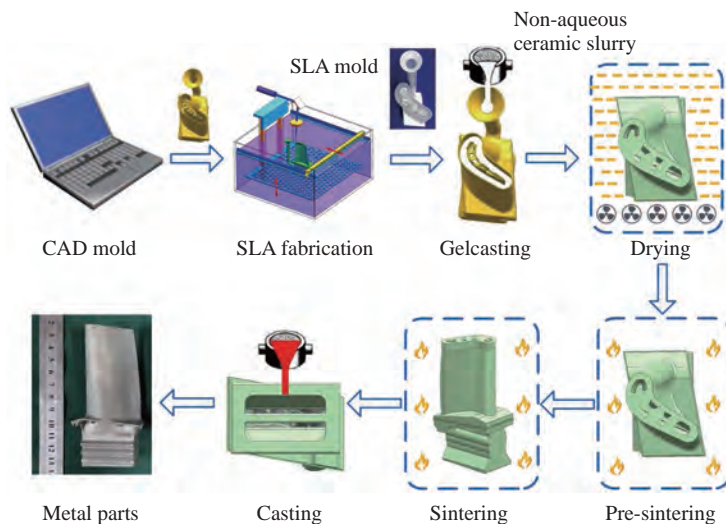 Non-aqueous
ceramic slurry
SLA mold
CAD mold
SLA fabrication
Gelcasting
Drying
Metal parts
Casting
Sintering
Pre-sintering